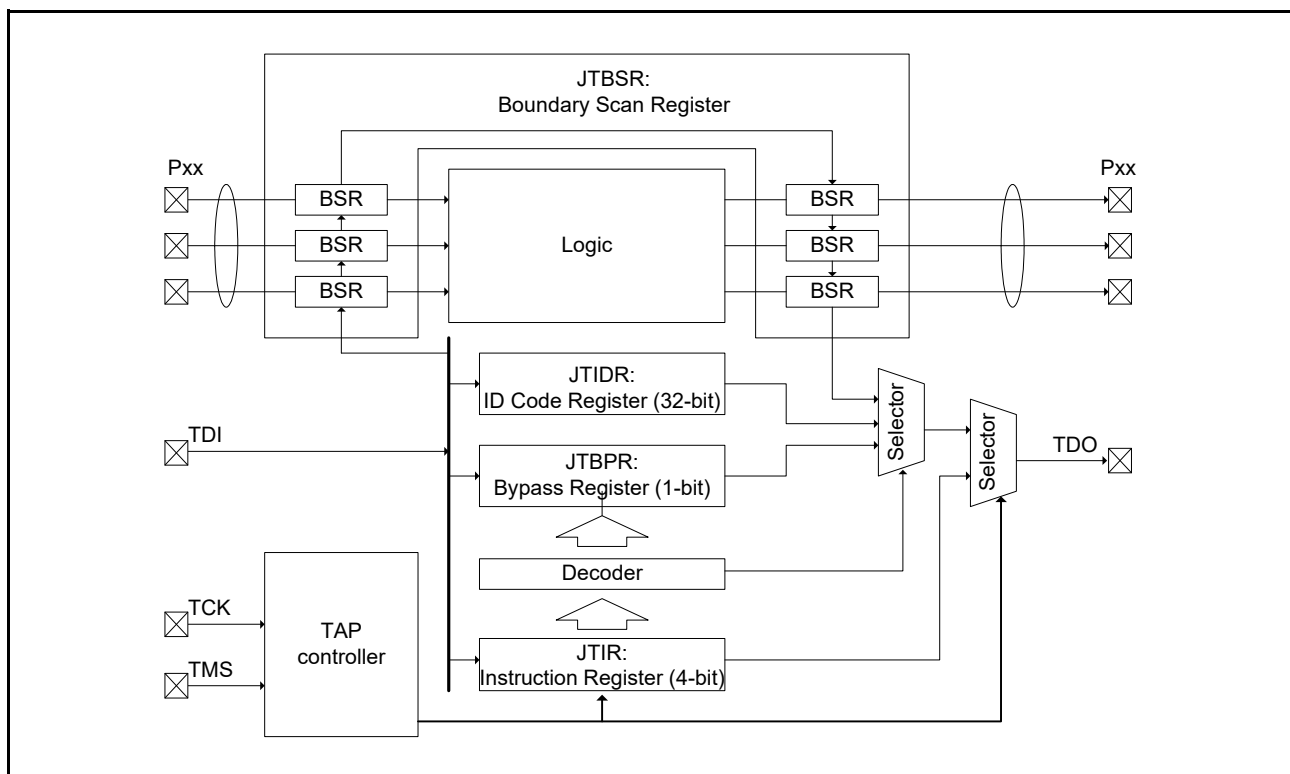 JTBSR:
Boundary Scan Register
Pxx
Pxx
BSR
BSR
BSR
BSR
BSR
BSR
Logic
JTIDR:
ID Code Register (32-bit)
Selector
Selector
TDI
TDO
JTBPR:
Bypass Register (1-bit)
Decoder
TCK
TMS
TAP
controller
JTIR:
Instruction Register (4-bit)